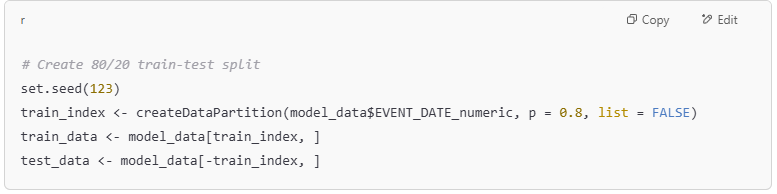 r Copy Edit
# Create 80/20 train-test split
set.seed(123)
train_index <- createDataPartition(model_data$EVENT_DATE_numeric, p = 0.8, list = FALSE)
train_data <- model_data[train_index, ]
test_data <- model_data[-train_index, ]